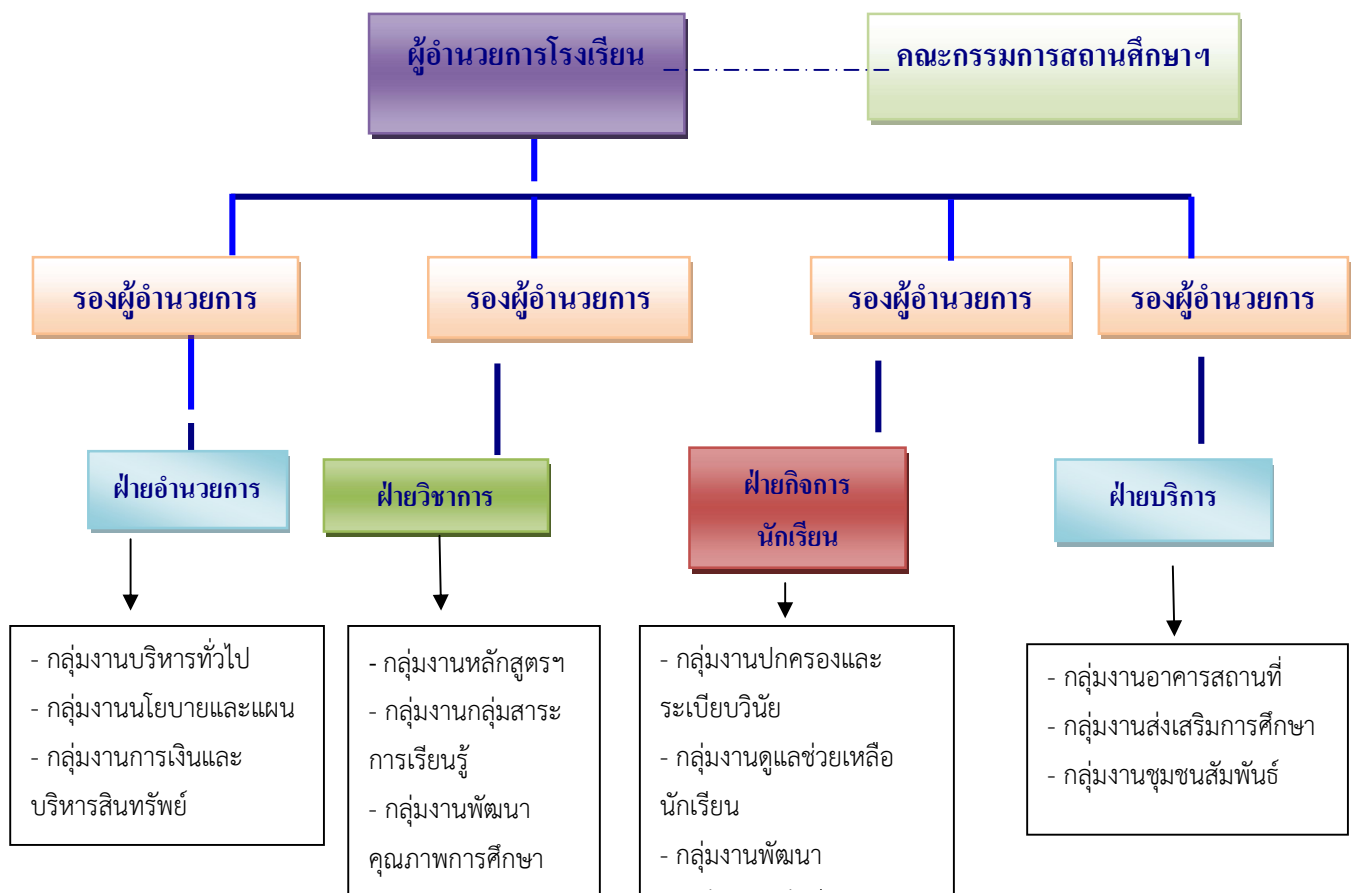 ผู้อำนวยการโรงเรียน
คณะกรรมการสถานศึกษาฯ
รองผู้อำนวยการ
รองผู้อำนวยการ
รองผู้อำนวยการ
รองผู้อำนวยการ
ฝ่ายอำนวยการ
ฝ่ายวิชาการ
ฝ่ายกิจการ
นักเรียน
ฝ่ายบริการ
- กลุ่มงานบริหารทั่วไป
- กลุ่มงานนโยบายและแผน
- กลุ่มงานการเงินและ
บริหารสินทรัพย์
- กลุ่มงานหลักสูตรฯ
- กลุ่มงานกลุ่มสาระ
การเรียนรู้
- กลุ่มงานพัฒนา
คุณภาพการศึกษา
- กลุ่มงานปกครองและ
ระเบียบวินัย
- กลุ่มงานดูแลช่วยเหลือ
นักเรียน
- กลุ่มงานพัฒนา
- กลุ่มงานอาคารสถานที่
- กลุ่มงานส่งเสริมการศึกษา
- กลุ่มงานชุมชนสัมพันธ์